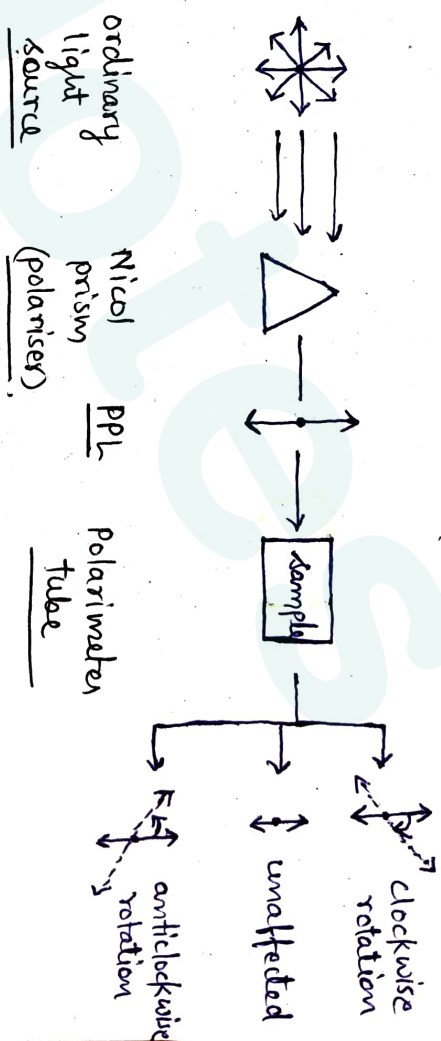 ordinary
light
source
Nicol
prism
(polariser).
PPL
sample
Polarimeter
tube
clockwise
rotation
unaffected
anticlockwise
rotation